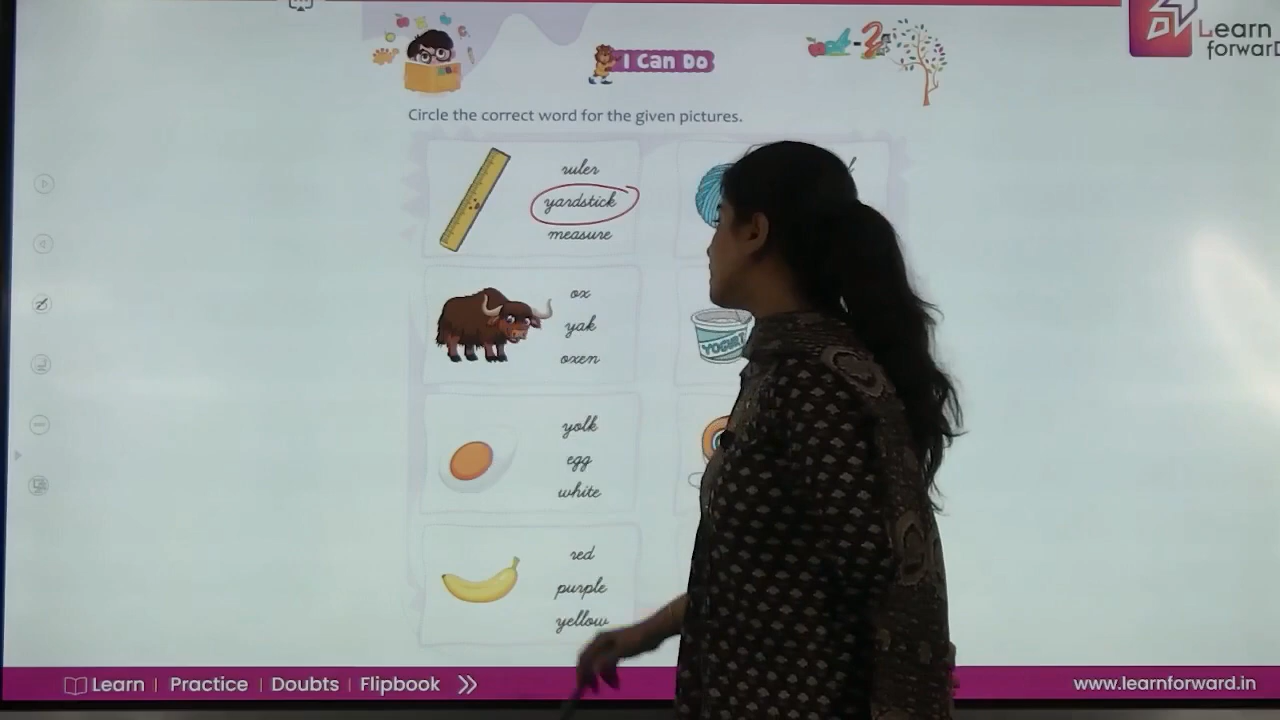 Learn
forward
I Can Do
Circle the correct word for the given pictures.
ruler
yardstick
measure
ox
yak
oxen
YOGURT
yolk
egg
white
red
purple
yellow
Learn | Practice | Doubts | Flipbook
www.learnforward.in